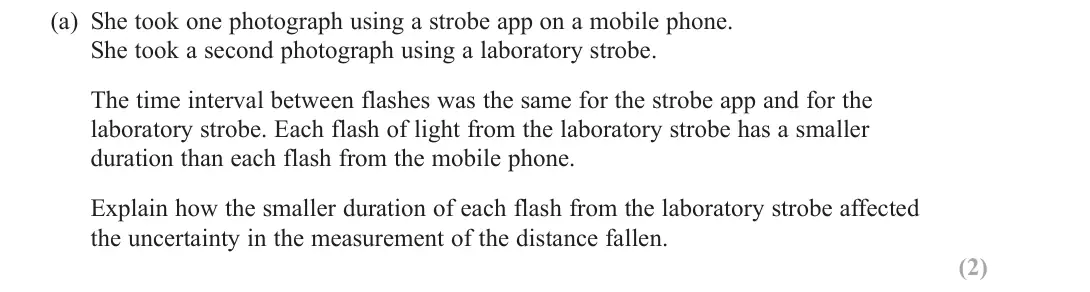 (a) She took one photograph using a strobe app on a mobile phone.
She took a second photograph using a laboratory strobe.
The time interval between flashes was the same for the strobe app and for the
laboratory strobe. Each flash of light from the laboratory strobe has a smaller
duration than each flash from the mobile phone.
Explain how the smaller duration of each flash from the laboratory strobe affected
the uncertainty in the measurement of the distance fallen.
(2)